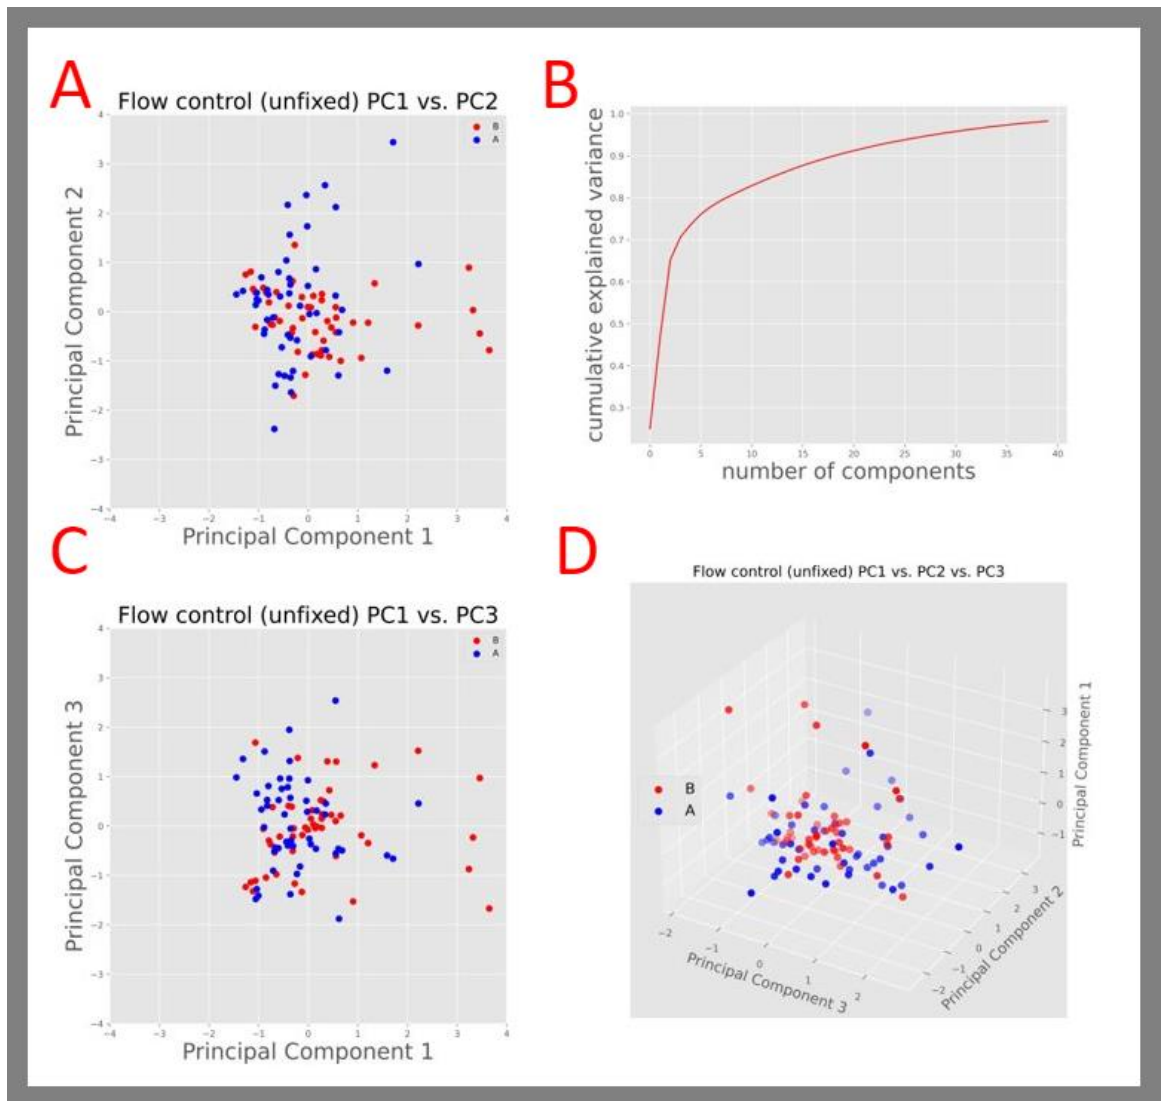 A
Flow control (unfixed) PC1 vs. PC2
B
A
4
3
2
1
0
−1
−2
−3
−4
Principal Component 2
−4 −3 −2 −1 0 1 2 3 4
Principal Component 1
B
1.0
0.9
0.8
0.7
0.6
0.5
0.4
0.3
cumulative explained variance
0 5 10 15 20 25 30 35 40
number of components
C
Flow control (unfixed) PC1 vs. PC3
B
A
4
3
2
1
0
−1
−2
−3
−4
Principal Component 3
−4 −3 −2 −1 0 1 2 3 4
Principal Component 1
D
Flow control (unfixed) PC1 vs. PC2 vs. PC3
B
A
3
2
1
0
−1
Principal Component 1
3
2
1
0
−1
−2
Principal Component 2
−2 −1 0 1 2
Principal Component 3